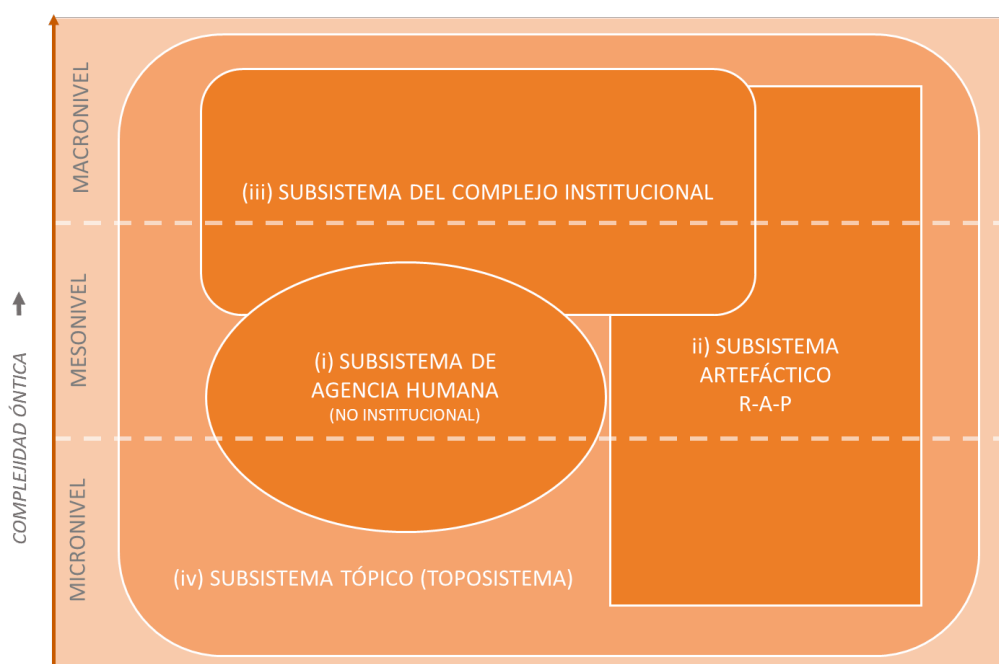 MACRONIVEL
(iii) SUBSISTEMA DEL COMPLEJO INSTITUCIONAL
COMPLEJIDAD ÓNTICA
MESONIVEL
(i) SUBSISTEMA DE
AGENCIA HUMANA
(NO INSTITUCIONAL)
ii) SUBSISTEMA
ARTEFÁCTICO
R-A-P
MICRONIVEL
(iv) SUBSISTEMA TÓPICO (TOPOSISTEMA)